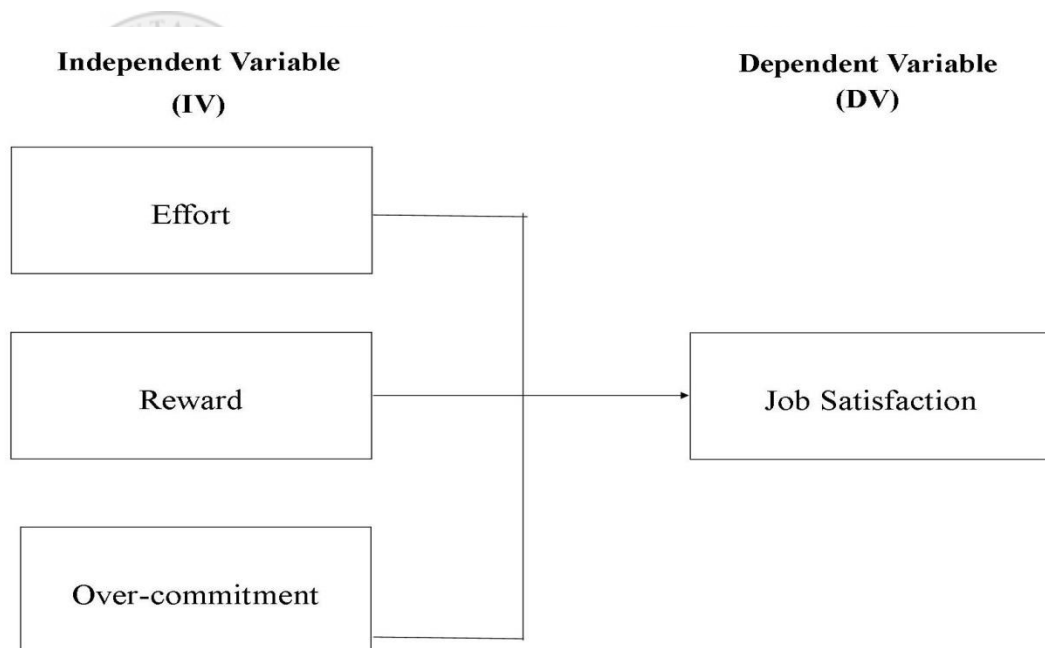 Independent Variable
(IV)
Dependent Variable
(DV)
Effort
Reward
Job Satisfaction
Over-commitment